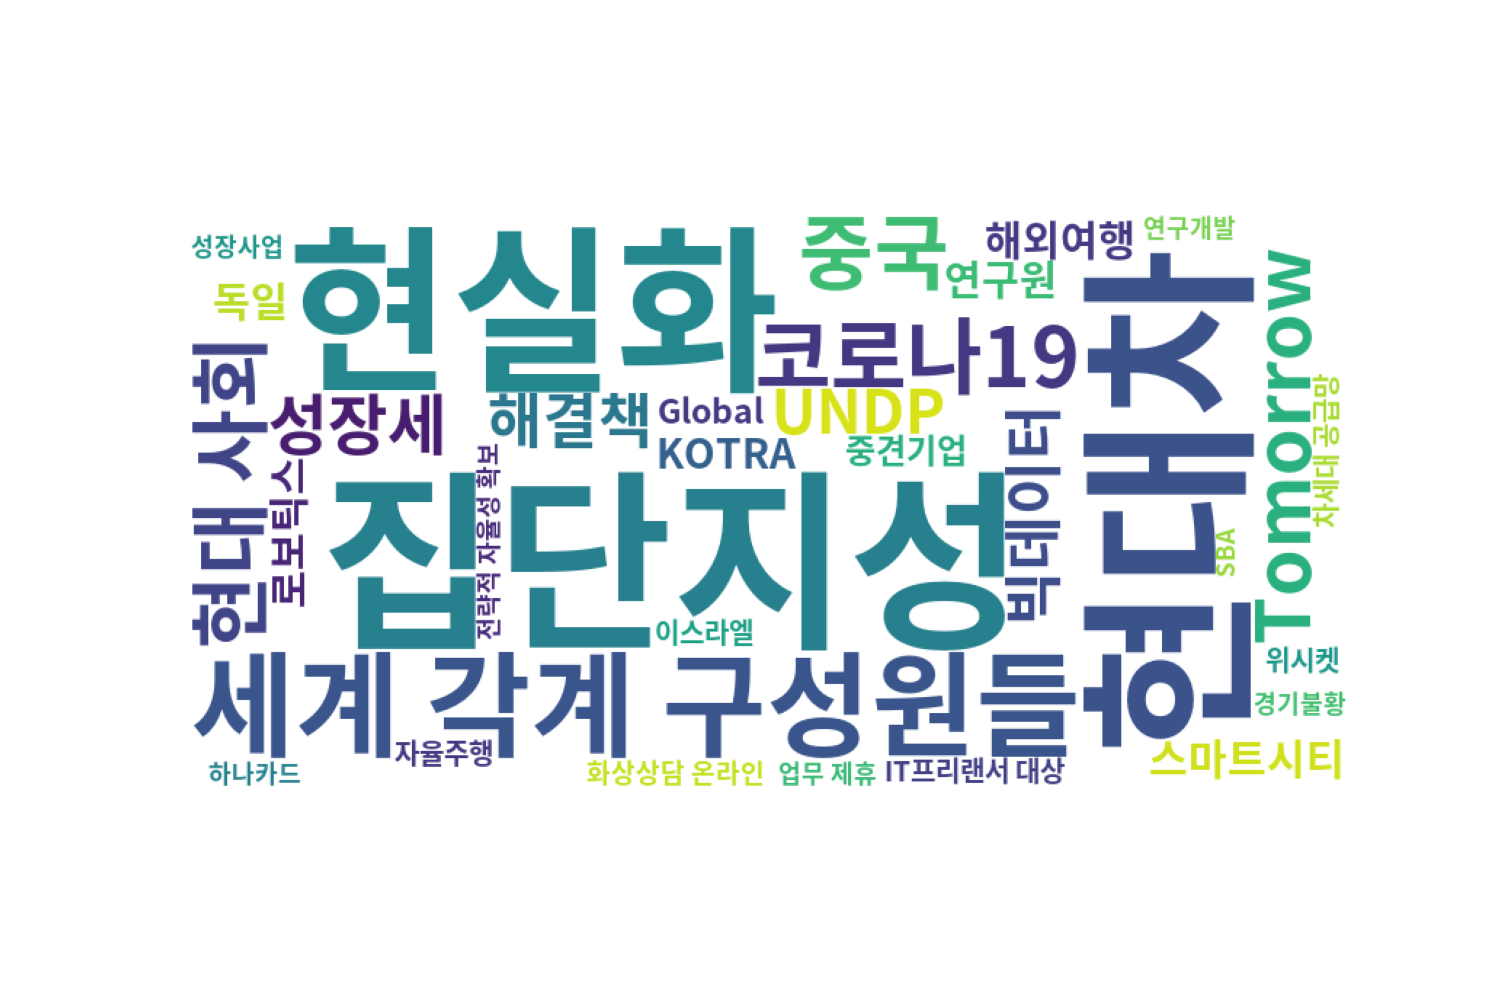 성장사업
현실화
중국
해외여행
연구개발
독일
연구원
현대차
Tomorrow
현대 사회
코로나19
성장세
해결책
Global
UNDP
KOTRA
중견기업
빅데이터
차세대 공급망
로보틱스
전략적 자율성 확보
집단지성
SBA
이스라엘
세계 각계 구성원들
위시켓
경기불황
자율주행
스마트시티
하나카드
화상상담 온라인
업무 제휴
IT프리랜서 대상